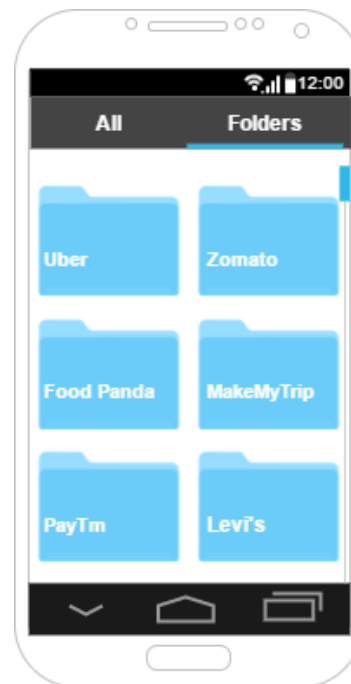 12:00
All Folders
Uber Zomato
Food Panda MakeMyTrip
PayTm Levi's